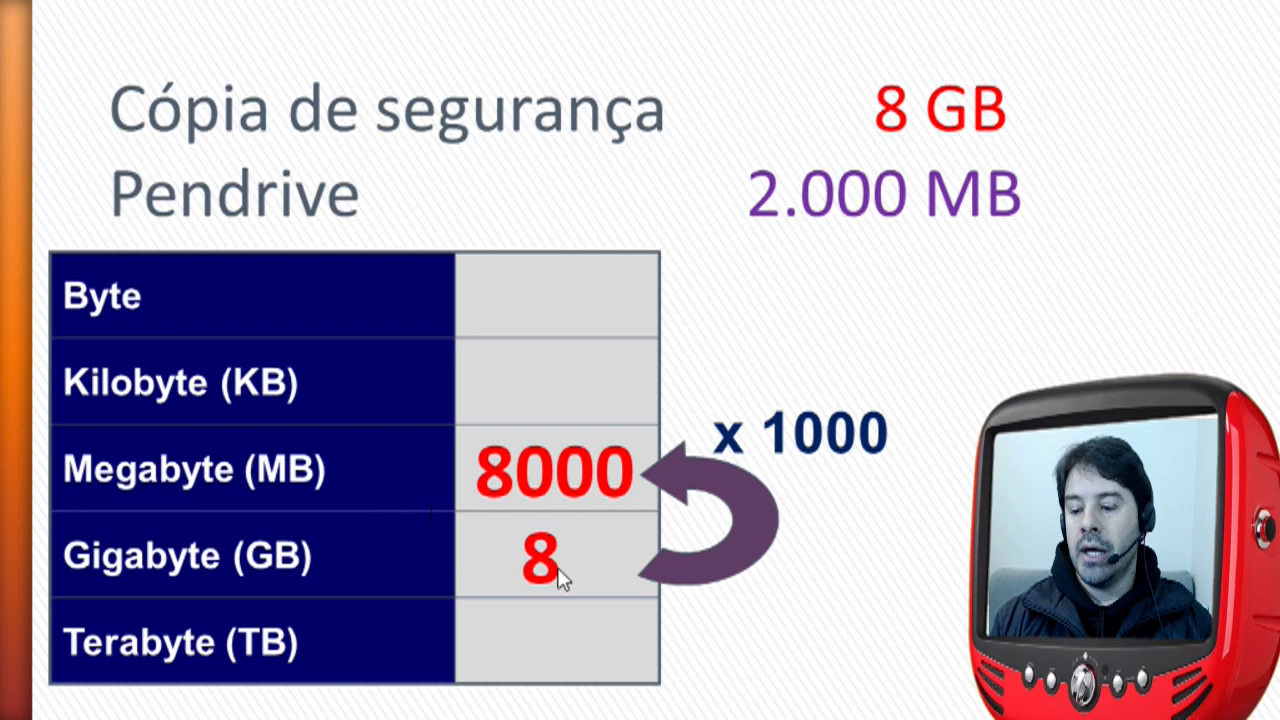 Cópia de segurança 8 GB
Pendrive 2.000 MB
Byte
Kilobyte (KB)
x 1000
Megabyte (MB) 8000
Gigabyte (GB) 8
Terabyte (TB)